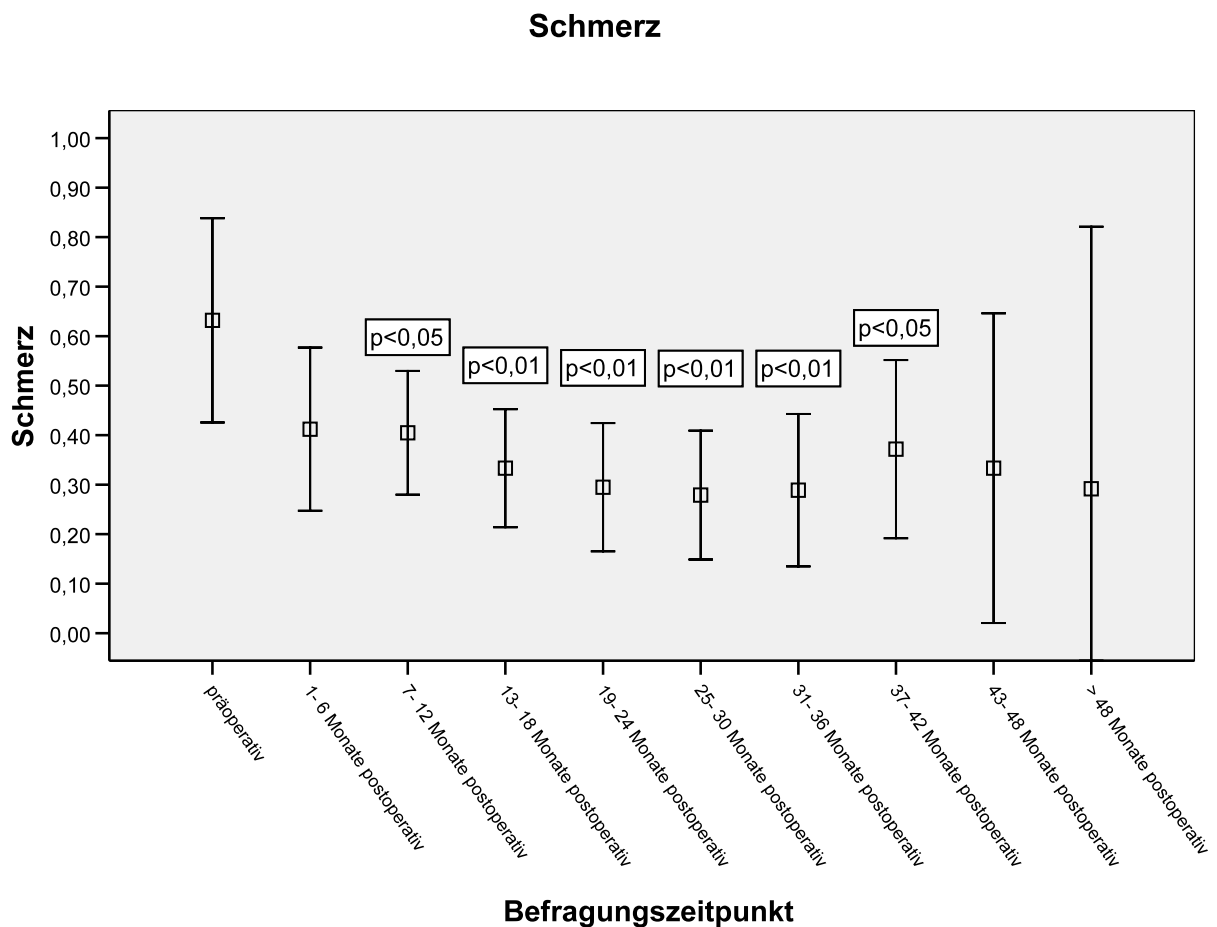 Schmerz
Schmerz
1,00
0,90
0,80
0,70
0,60
0,50
0,40
0,30
0,20
0,10
0,00
p<0,05
p<0,01
p<0,01
p<0,01
p<0,01
p<0,05
präoperativ
1- 6 Monate postoperativ
7- 12 Monate postoperativ
13- 18 Monate postoperativ
19- 24 Monate postoperativ
25- 30 Monate postoperativ
31- 36 Monate postoperativ
37- 42 Monate postoperativ
43- 48 Monate postoperativ
> 48 Monate postoperativ
Befragungszeitpunkt